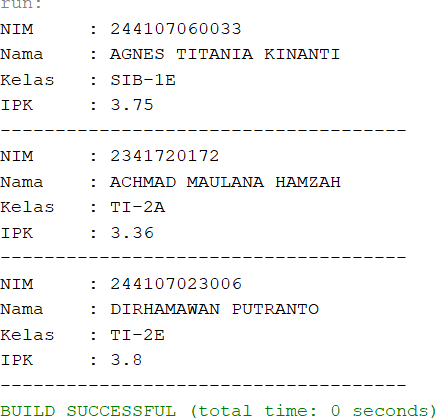 run:
NIM     : 244107060033
Nama    : AGNES TITANIA KINANTI
Kelas   : SIB-1E
IPK     : 3.75
-------------------------------------
NIM     : 2341720172
Nama    : ACHMAD MAULANA HAMZAH
Kelas   : TI-2A
IPK     : 3.36
-------------------------------------
NIM     : 244107023006
Nama    : DIRHAMAWAN PUTRANTO
Kelas   : TI-2E
IPK     : 3.8
-------------------------------------
BUILD SUCCESSFUL (total time: 0 seconds)